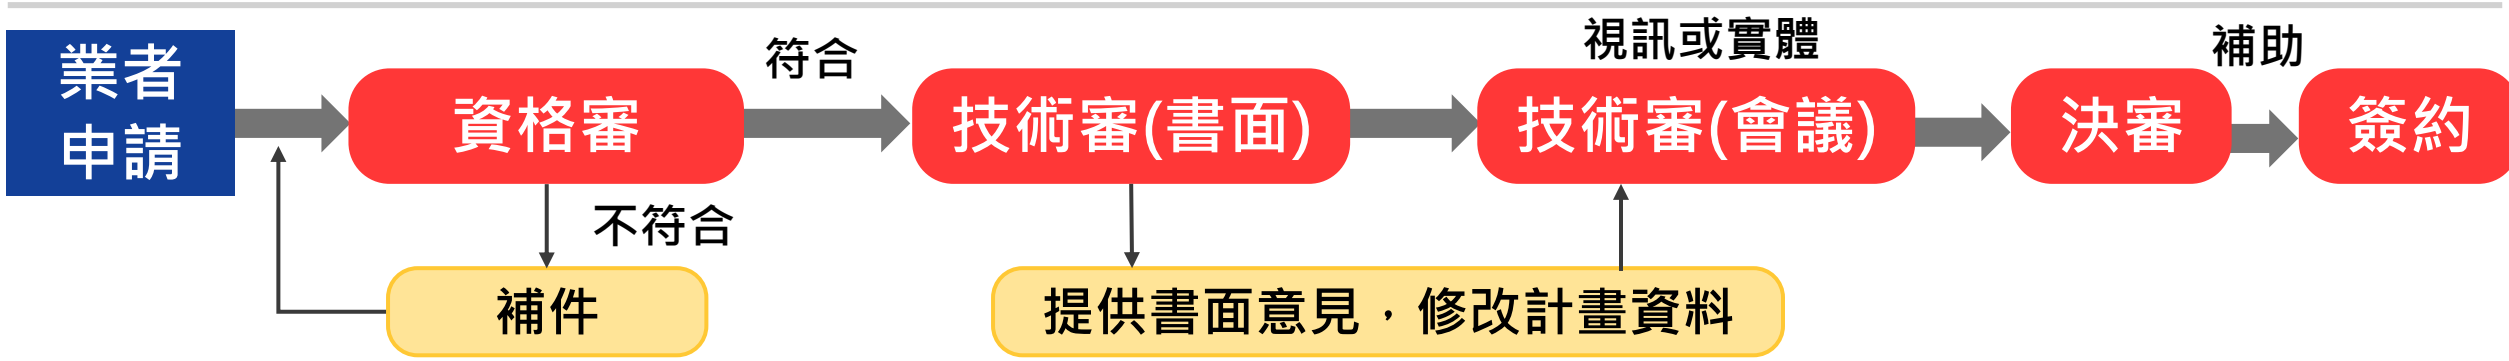 業者
申請
符合
資格審
不符合
補件
技術審(書面)
提供書面意見，修改計畫資料
視訊或實體
技術審(會議)
決審
補助
簽約